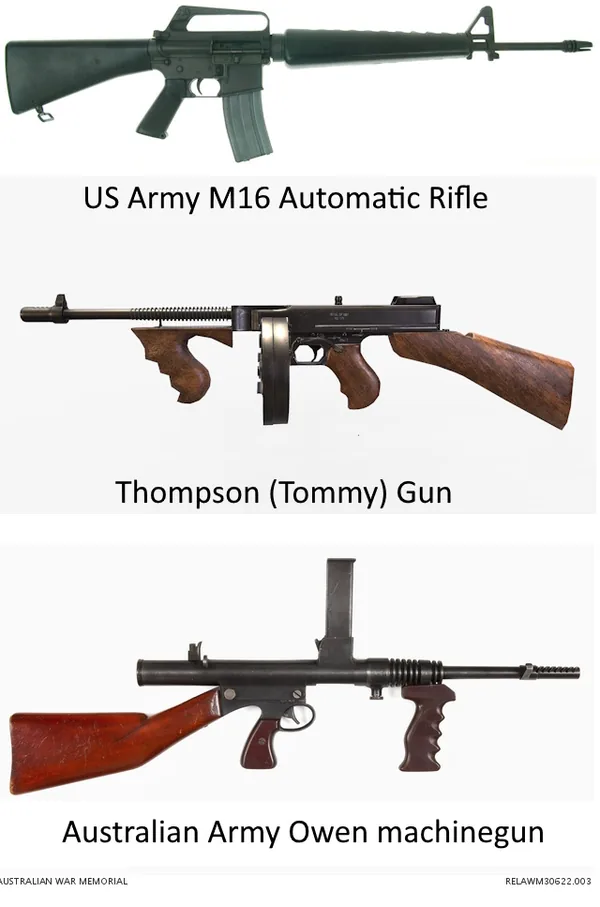 US Army M16 Automatic Rifle
Thompson (Tommy) Gun
Australian Army Owen machinegun
AUSTRALIAN WAR MEMORIAL
RELAWM30622.003